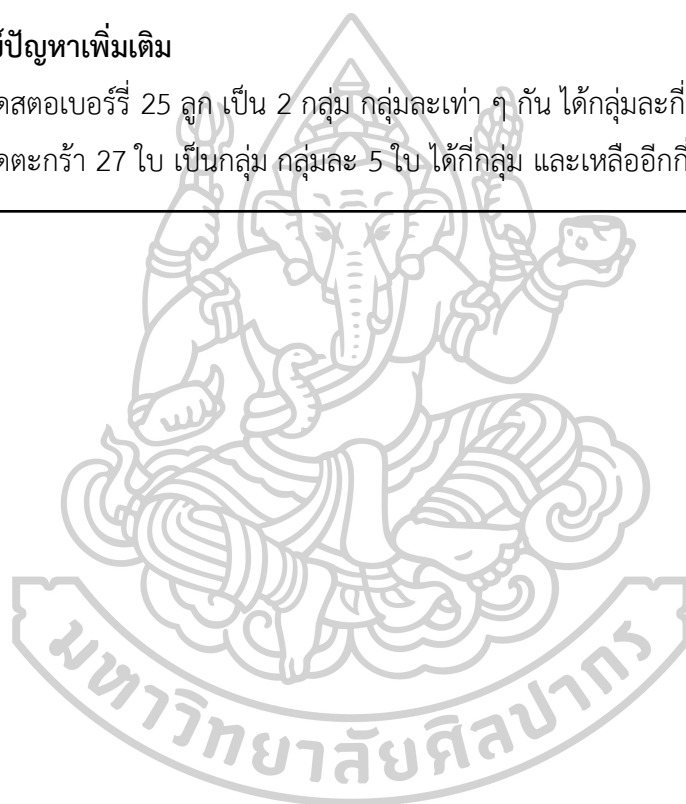 ปัญหาเพิ่มเติม
สตอเบอร์รี่ 25 ลูก เป็น 2 กลุ่ม กลุ่มละเท่า ๆ กัน ได้กลุ่มละกี่
ตะกร้า 27 ใบ เป็นกลุ่ม กลุ่มละ 5 ใบ ได้กี่กลุ่ม และเหลืออีกกี่
มหาวิทยาลัยศิลปากร